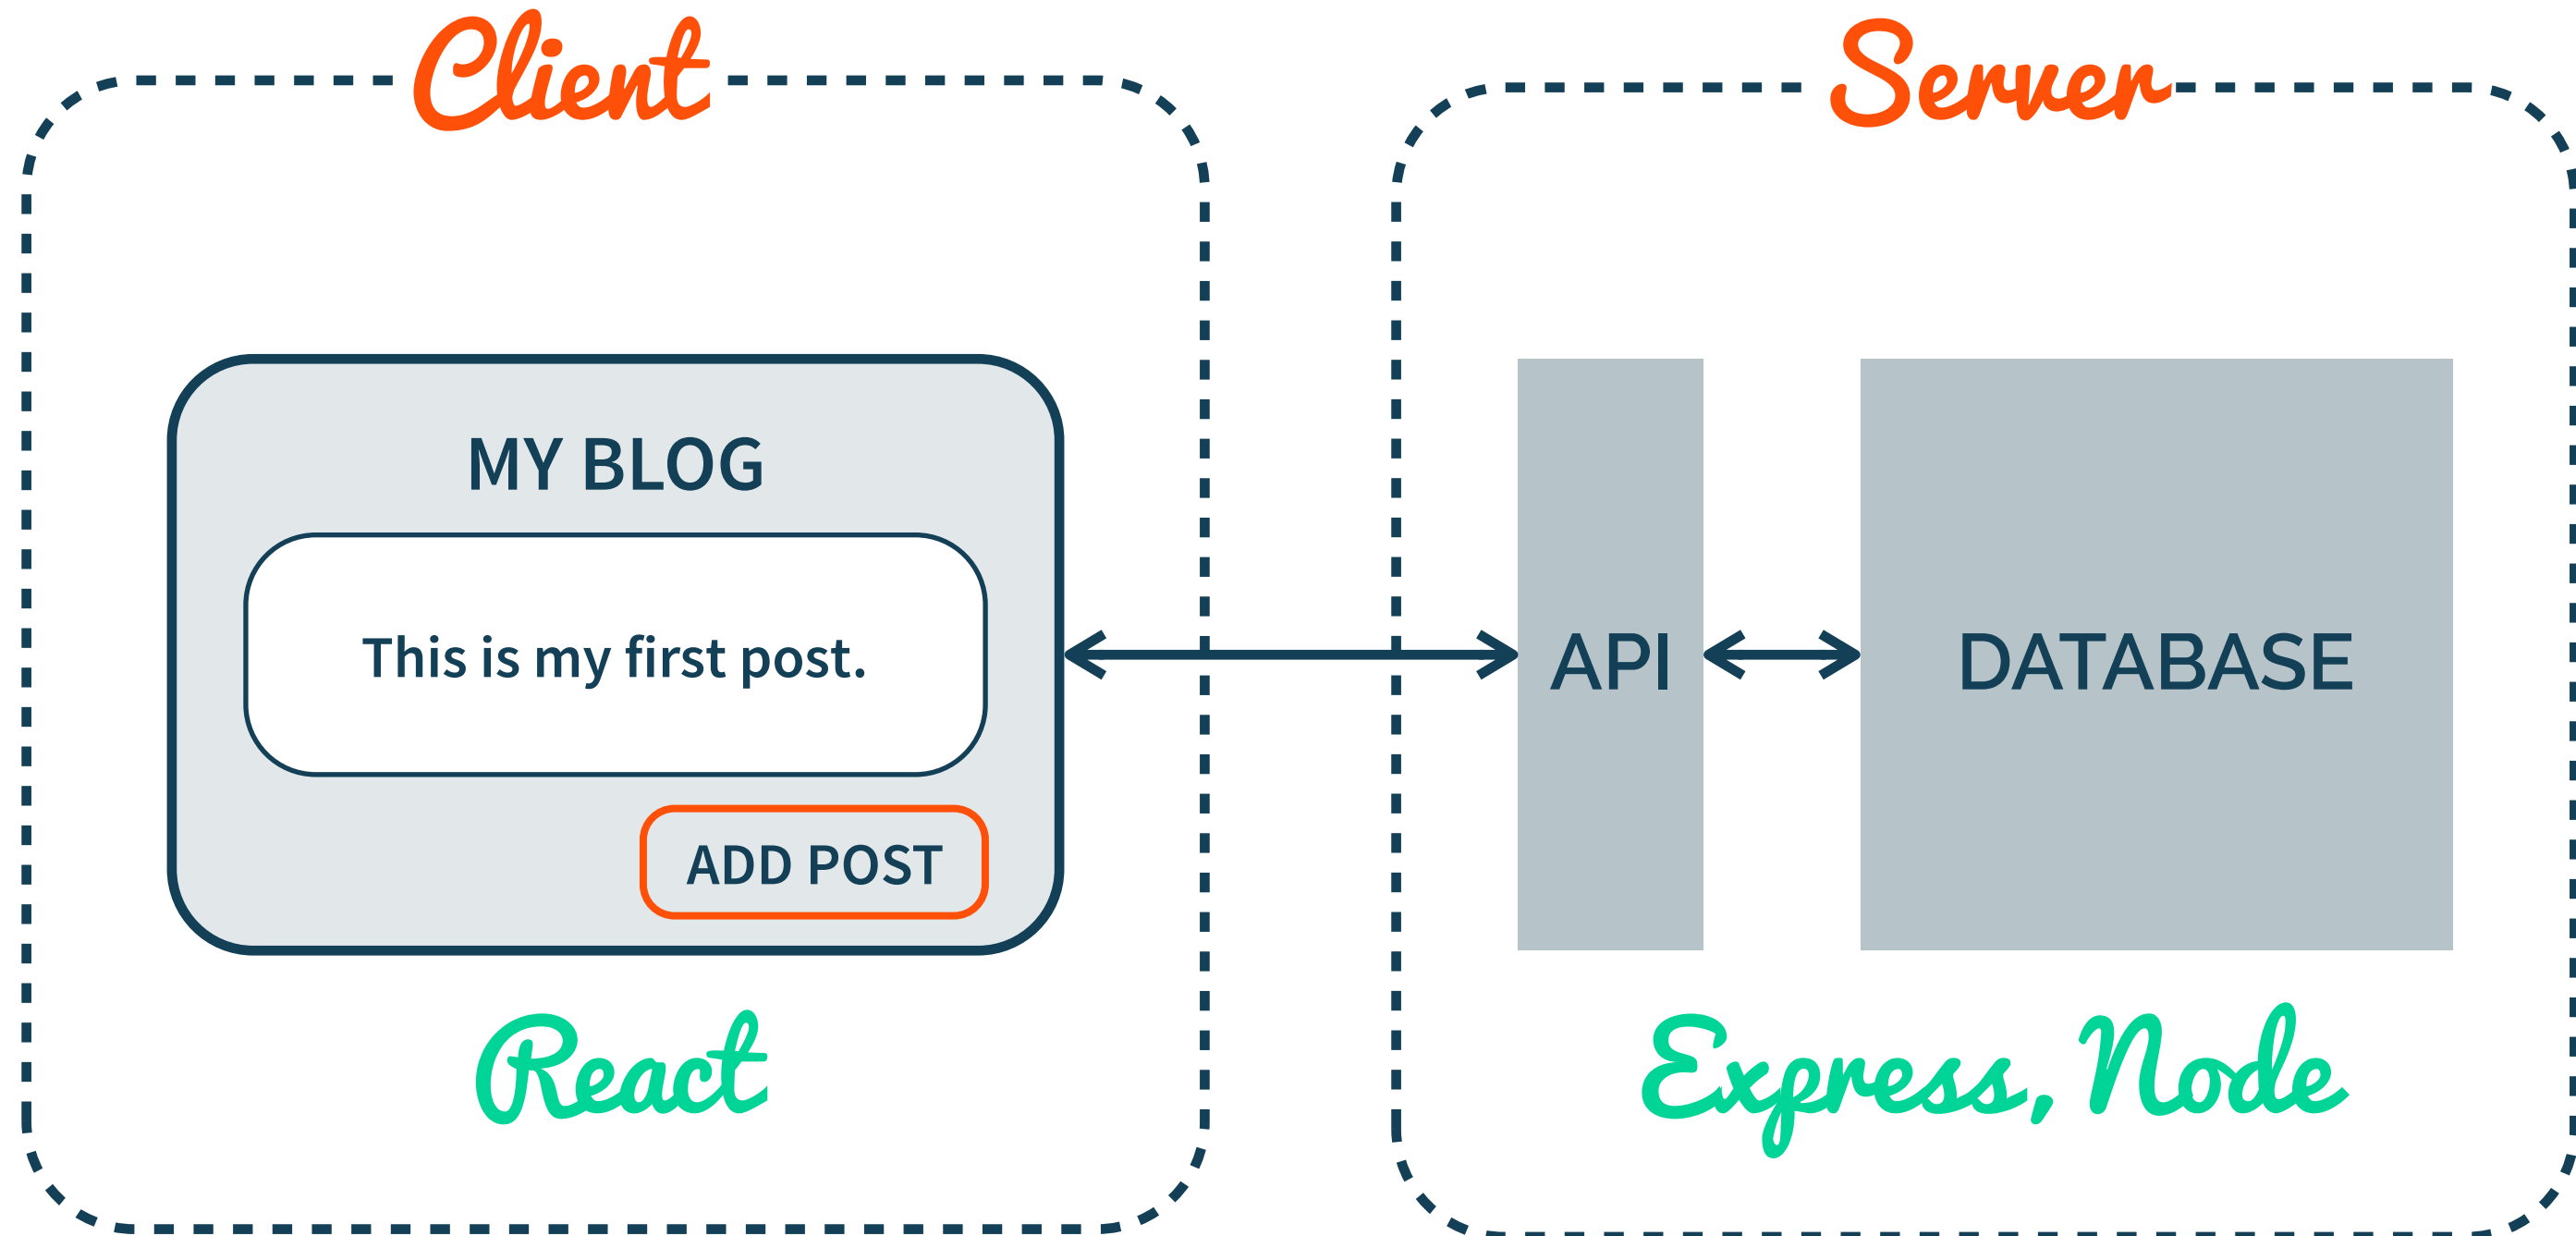 Client
MY BLOG
This is my first post.
ADD POST
React
Server
API
DATABASE
Express, Node